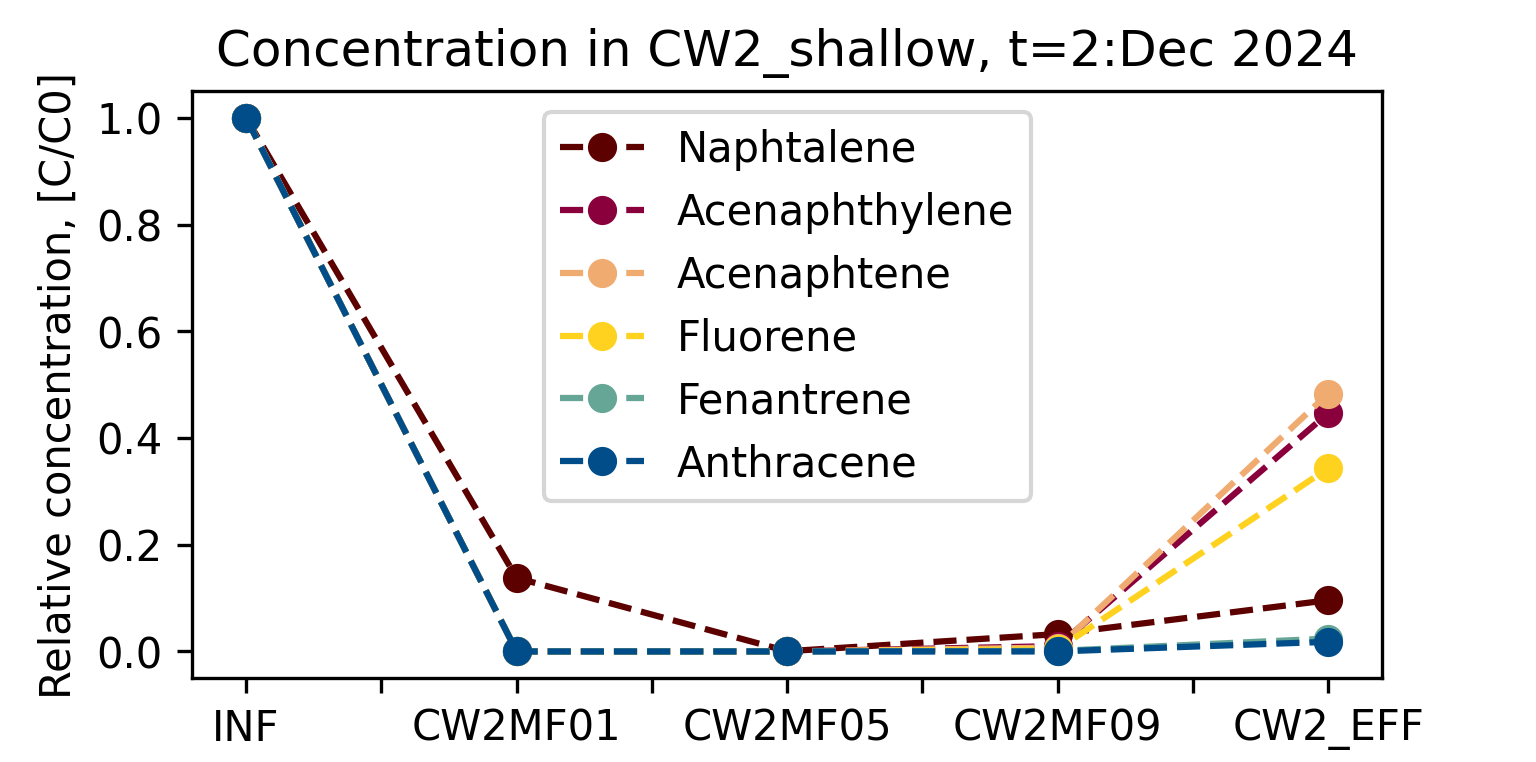 Concentration in CW2_shallow, t=2:Dec 2024
Relative concentration, [C/C0]
1.0
0.8
0.6
0.4
0.2
0.0
Naphtalene
Acenaphthylene
Acenaphtene
Fluorene
Fenantrene
Anthracene
INF CW2MF01 CW2MF05 CW2MF09 CW2_EFF